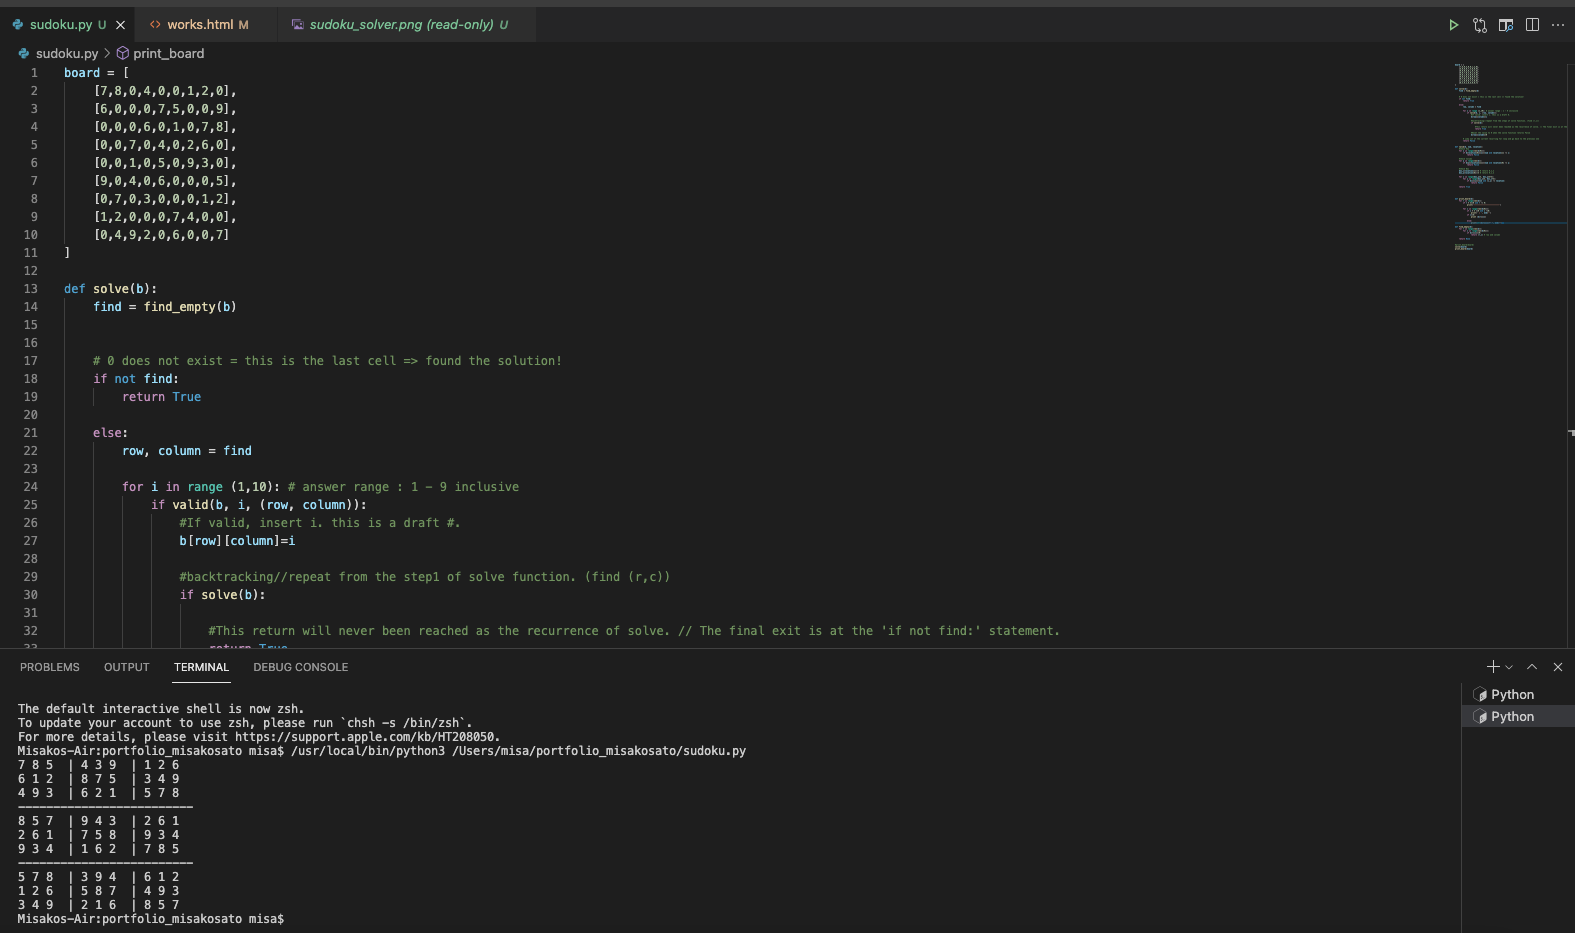 sudoku.py U
works.html M
sudoku_solver.png (read-only) U
sudoku.py > print_board
1 board = [
2 [7,8,0,4,0,0,1,2,0],
3 [6,0,0,0,7,5,0,0,9],
4 [0,0,0,6,0,1,0,7,8],
5 [0,0,7,0,4,0,2,6,0],
6 [0,0,1,0,5,0,9,3,0],
7 [9,0,4,0,6,0,0,0,5],
8 [0,7,0,3,0,0,0,1,2],
9 [1,2,0,0,0,7,4,0,0],
10 [0,4,9,2,0,6,0,0,7]
11 ]
12
13 def solve(b):
14 find = find_empty(b)
15
16
17 # 0 does not exist = this is the last cell => found the solution!
18 if not find:
19 return True
20
21 else:
22 row, column = find
23
24 for i in range (1,10): # answer range : 1 - 9 inclusive
25 if valid(b, i, (row, column)):
26 #If valid, insert i. this is a draft #.
27 b[row][column]=i
28
29 #backtracking//repeat from the step1 of solve function. (find (r,c))
30 if solve(b):
31
32 #This return will never been reached as the recurrence of solve. // The final exit is at the 'if not find:' statement.
33 return True
PROBLEMS OUTPUT TERMINAL DEBUG CONSOLE
The default interactive shell is now zsh.
To update your account to use zsh, please run `chsh -s /bin/zsh`.
For more details, please visit https://support.apple.com/kb/HT208050.
Misakos-Air:portfolio_misakosato misa$ /usr/local/bin/python3 /Users/misa/portfolio_misakosato/sudoku.py
7 8 5 | 4 3 9 | 1 2 6
6 1 2 | 8 7 5 | 3 4 9
4 9 3 | 6 2 1 | 5 7 8
-------------------------
8 5 7 | 9 4 3 | 2 6 1
2 6 1 | 7 5 8 | 9 3 4
9 3 4 | 1 6 2 | 7 8 5
-------------------------
5 7 8 | 3 9 4 | 6 1 2
1 2 6 | 5 8 7 | 4 9 3
3 4 9 | 2 1 6 | 8 5 7
Misakos-Air:portfolio_misakosato misa$
Python
Python